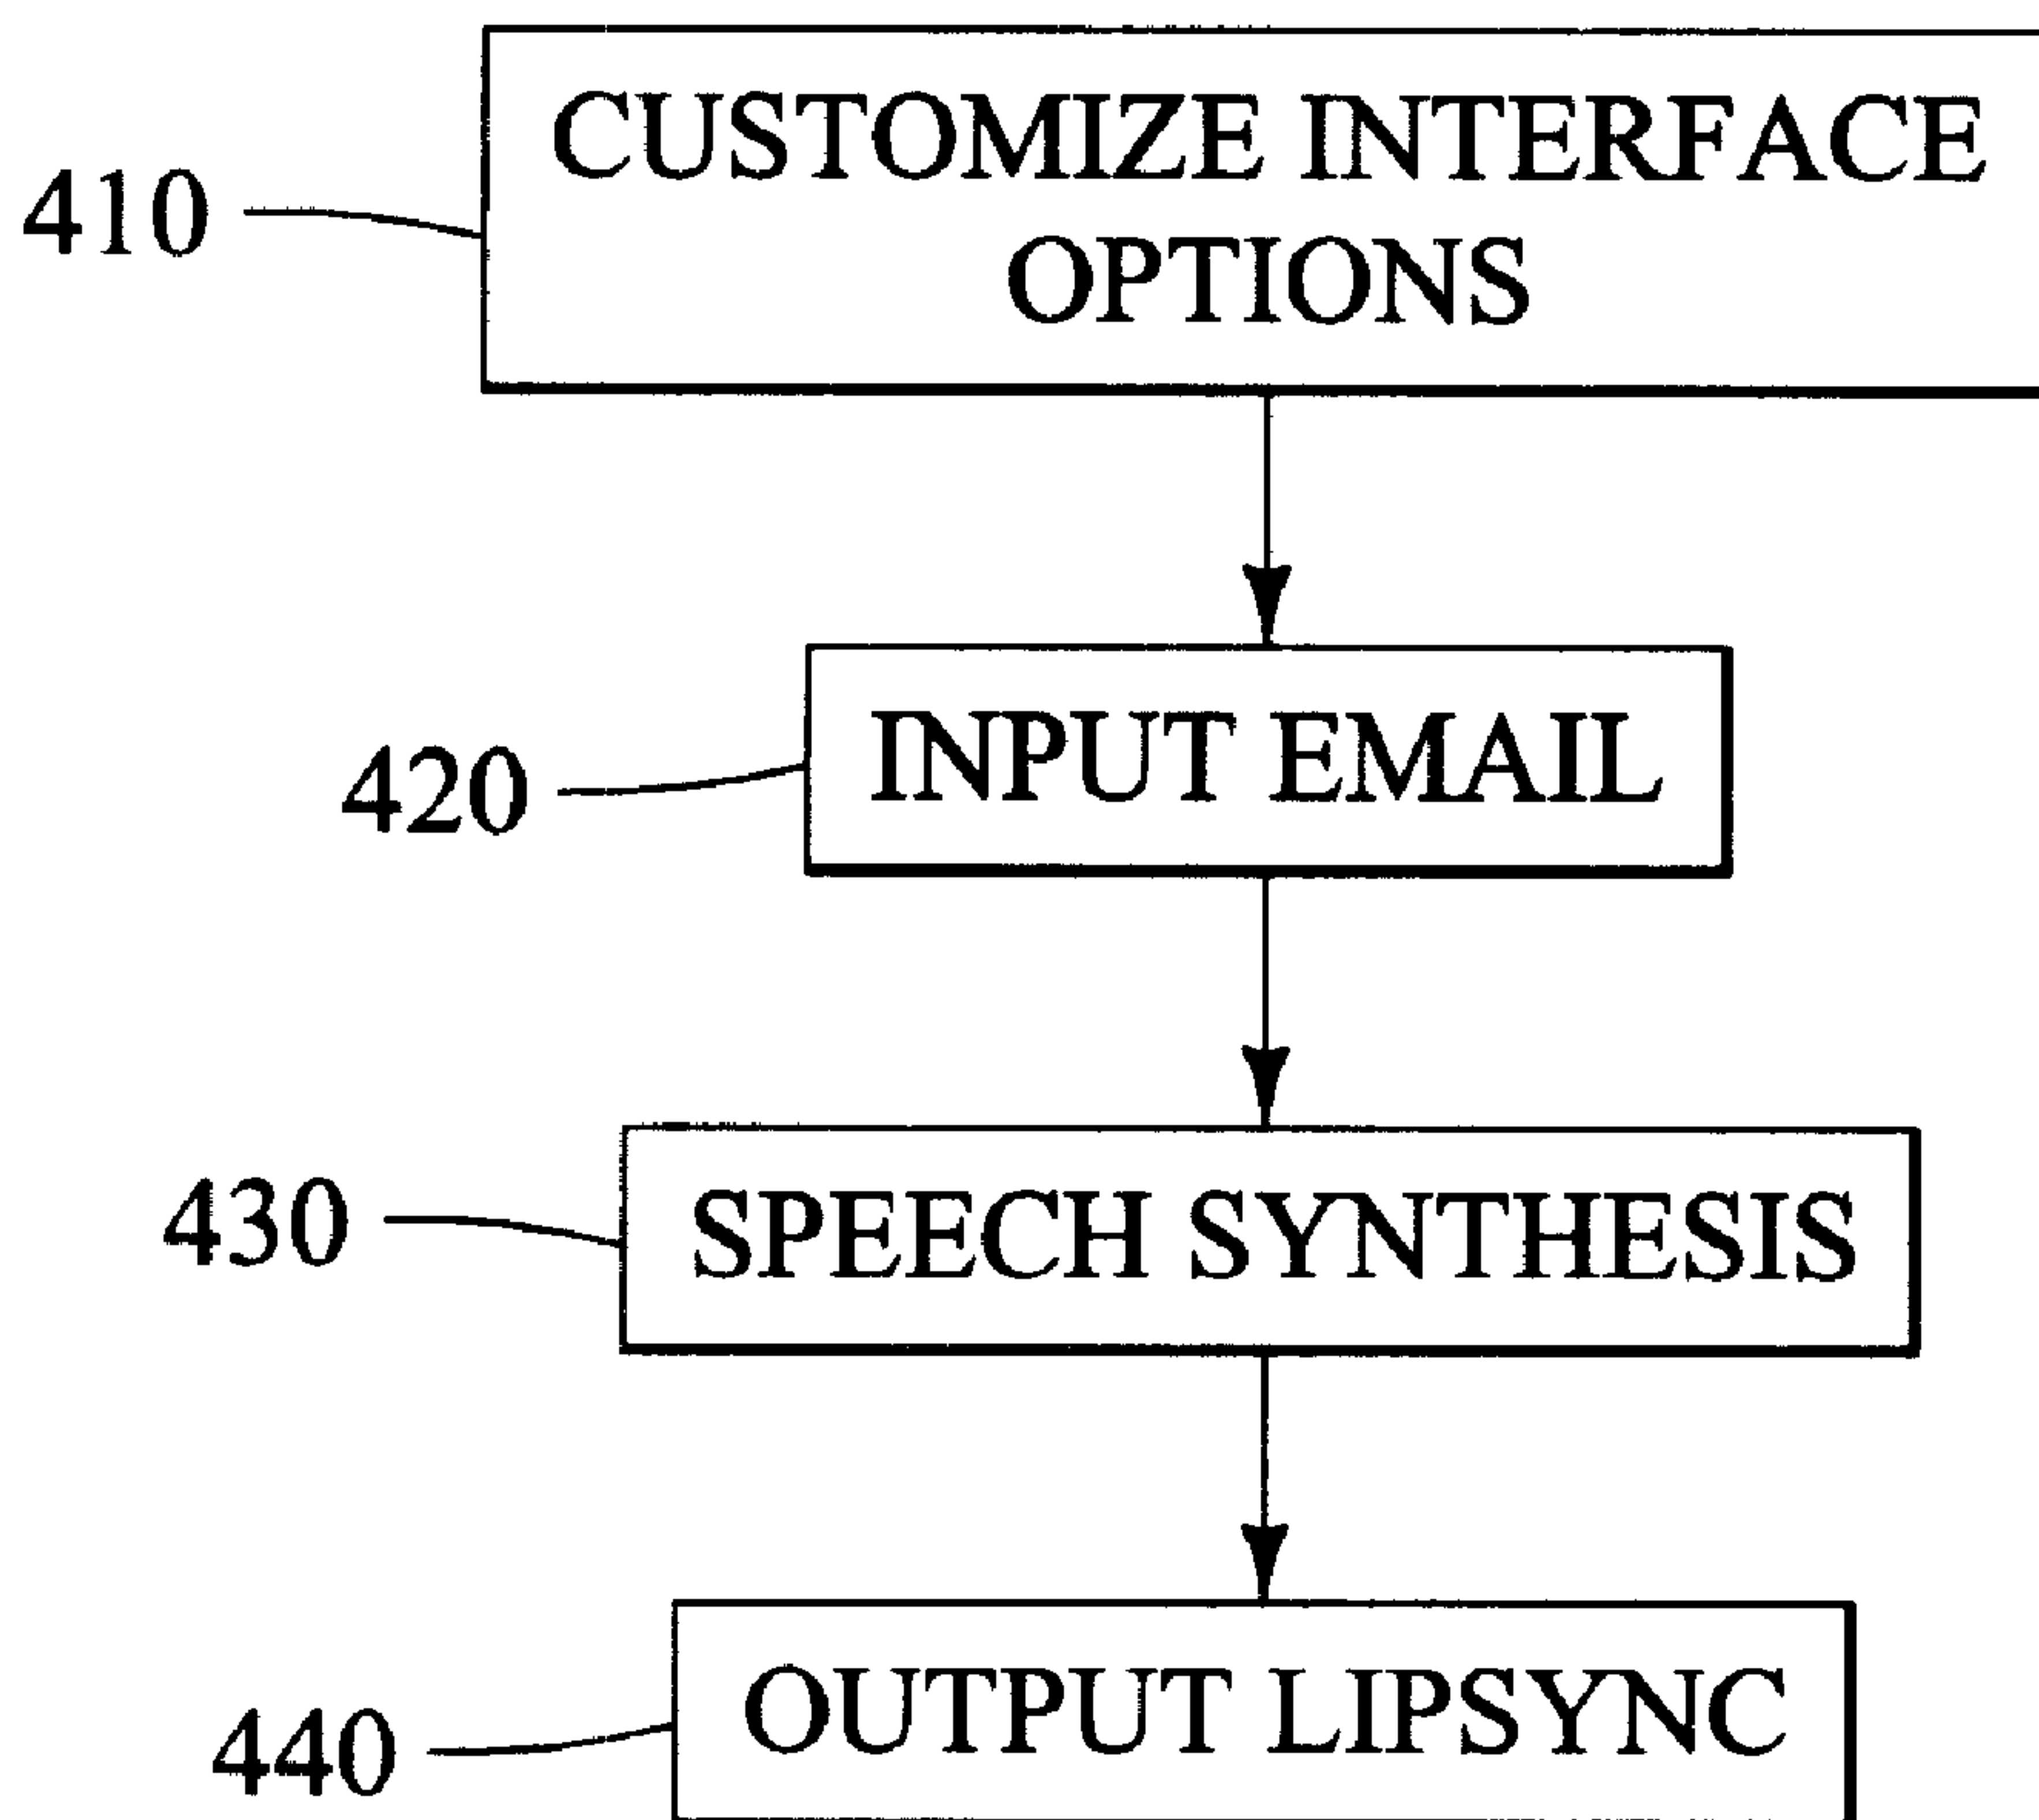 CUSTOMIZE INTERFACE
410
OPTIONS
420 INPUT EMAIL
430 SPEECH SYNTHESIS
440 OUTPUT LIPSYNC